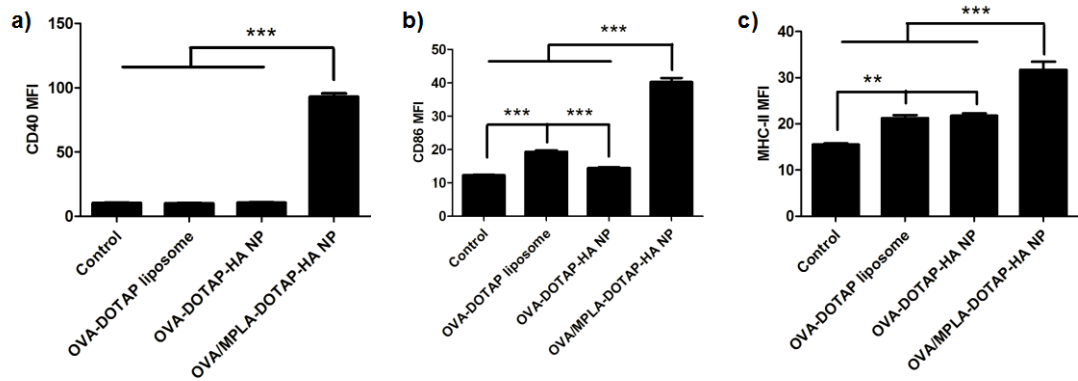 a)
CD40 MFI
150
100
50
0
***
Control
OVA-DOTAP liposome
OVA-DOTAP-HA NP
OVA/MPLA-DOTAP-HA NP
b)
CD86 MFI
50
40
30
20
10
0
***
***
***
Control
OVA-DOTAP liposome
OVA-DOTAP-HA NP
OVA/MPLA-DOTAP-HA NP
c)
MHC-II MFI
40
30
20
10
0
***
**
Control
OVA-DOTAP liposome
OVA-DOTAP-HA NP
OVA/MPLA-DOTAP-HA NP